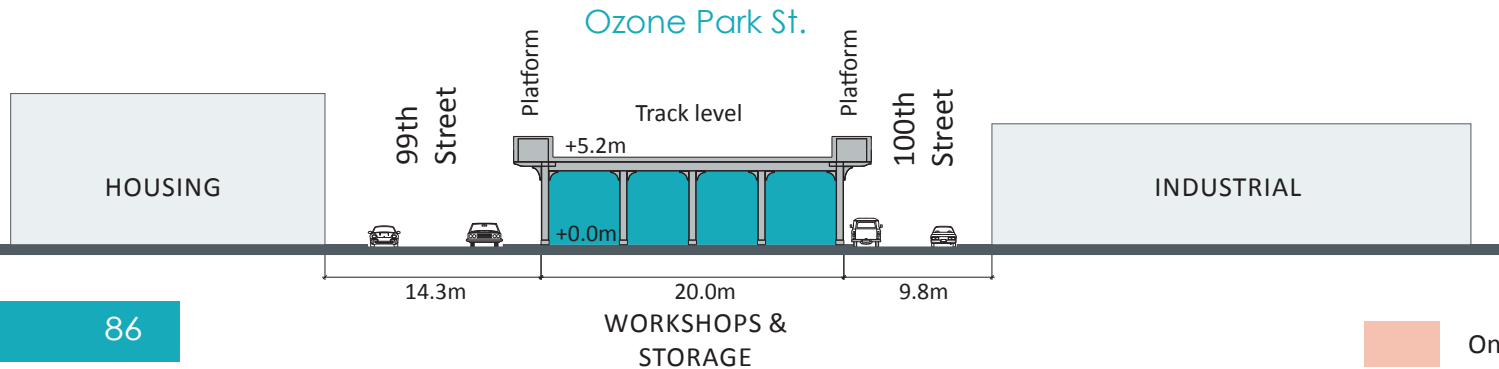 Ozone Park St.
Platform
Platform
99th
Street
Track level
100th
Street
+5.2m
HOUSING
INDUSTRIAL
+0.0m
14.3m
20.0m
9.8m
86
WORKSHOPS &
STORAGE